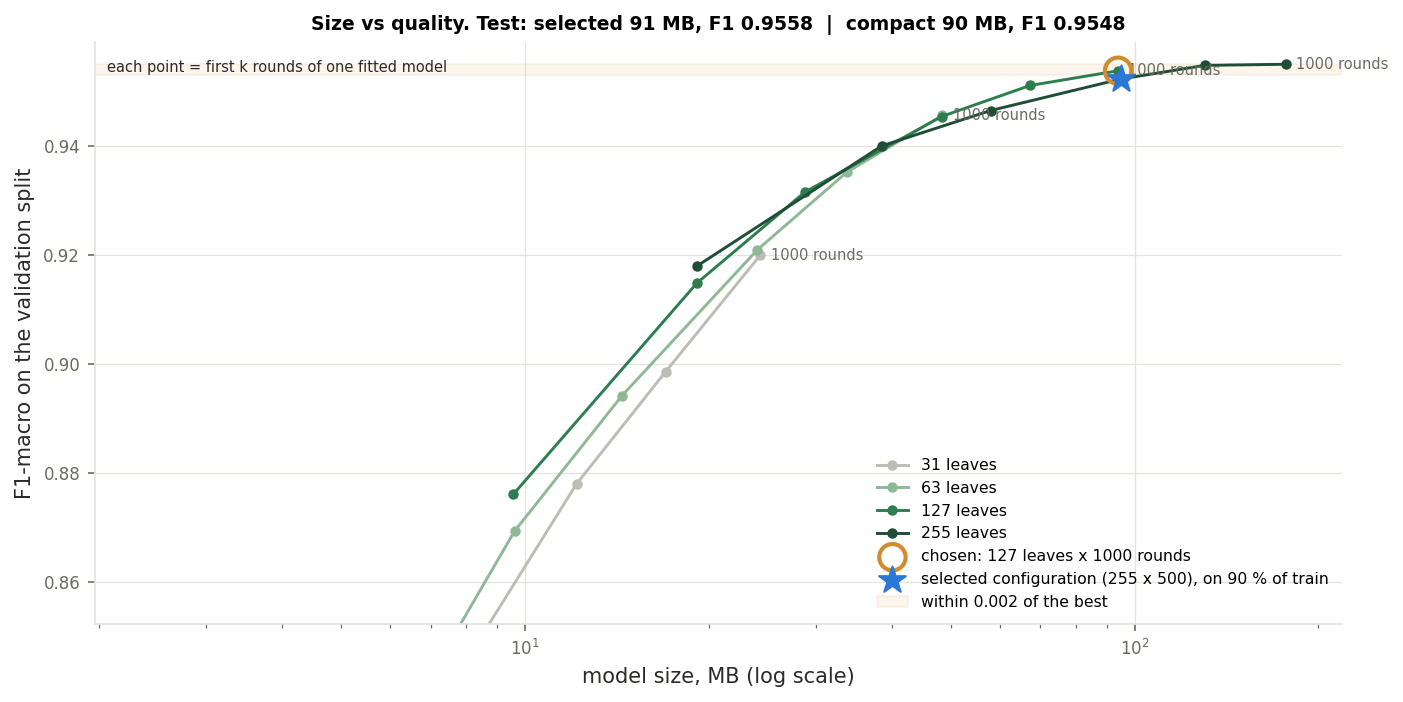 Size vs quality. Test: selected 91 MB, F1 0.9558 | compact 90 MB, F1 0.9548
each point = first k rounds of one fitted model
1000 rounds
1000 rounds
1000 rounds
1000 rounds
0.94
0.92
0.90
0.88
0.86
F1-macro on the validation split
31 leaves
63 leaves
127 leaves
255 leaves
chosen: 127 leaves x 1000 rounds
selected configuration (255 x 500), on 90 % of train
within 0.002 of the best
10¹
10²
model size, MB (log scale)